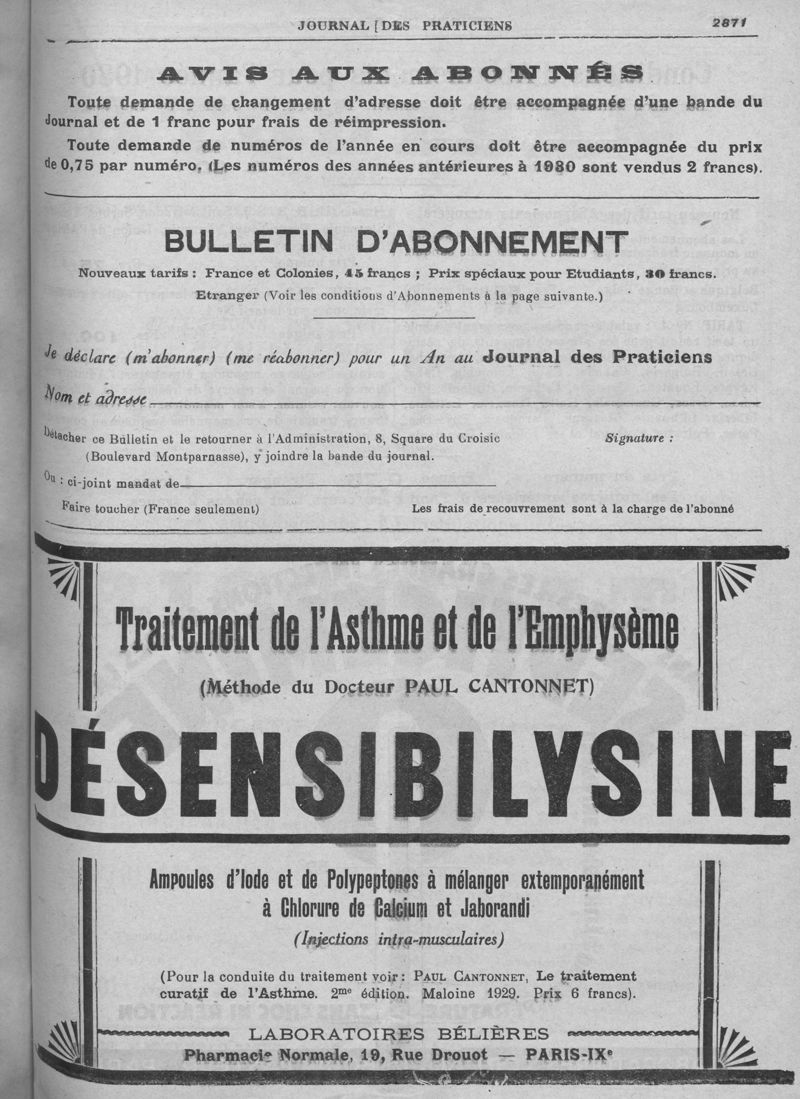 JOURNAL [DES PRATICIENS 2871
AVIS AUX ABONNÉS
Toute demande de changement d'adresse doit être accompagnée d'une bande du
Journal et de 1 franc pour frais de réimpression.
Toute demande de numéros de l'année en cours doit être accompagnée du prix
de 0,75 par numéro. (Les numéros des années antérieures à 1930 sont vendus 2 francs).
BULLETIN D'ABONNEMENT
Nouveaux tarifs : France et Colonies, 45 francs ; Prix spéciaux pour Etudiants, 30 francs.
Etranger (Voir les conditions d'Abonnements à la page suivante.)
Je déclare (m'abonner) (me réabonner) pour un An au Journal des Praticiens
Nom et adresse
Détacher ce Bulletin et le retourner à l'Administration, 8, Square du Croisic Signature :
(Boulevard Montparnasse), y joindre la bande du journal.
Ou : ci-joint mandat de
Faire toucher (France seulement) Les frais de recouvrement sont à la charge de l'abonné
Traitement de l'Asthme et de l'Emphysème
(Méthode du Docteur PAUL CANTONNET)
DÉSENSIBILYSINE
Ampoules d'Iode et de Polypeptones à mélanger extemporanément
à Chlorure de Calcium et Jaborandi
(Injections intra-musculaires)
(Pour la conduite du traitement voir : PAUL CANTONNET, Le traitement
curatif de l'Asthme. 2me édition. Maloine 1929. Prix 6 francs).
LABORATOIRES BÉLIÈRES
Pharmacie Normale, 19, Rue Drouot — PARIS-IXe